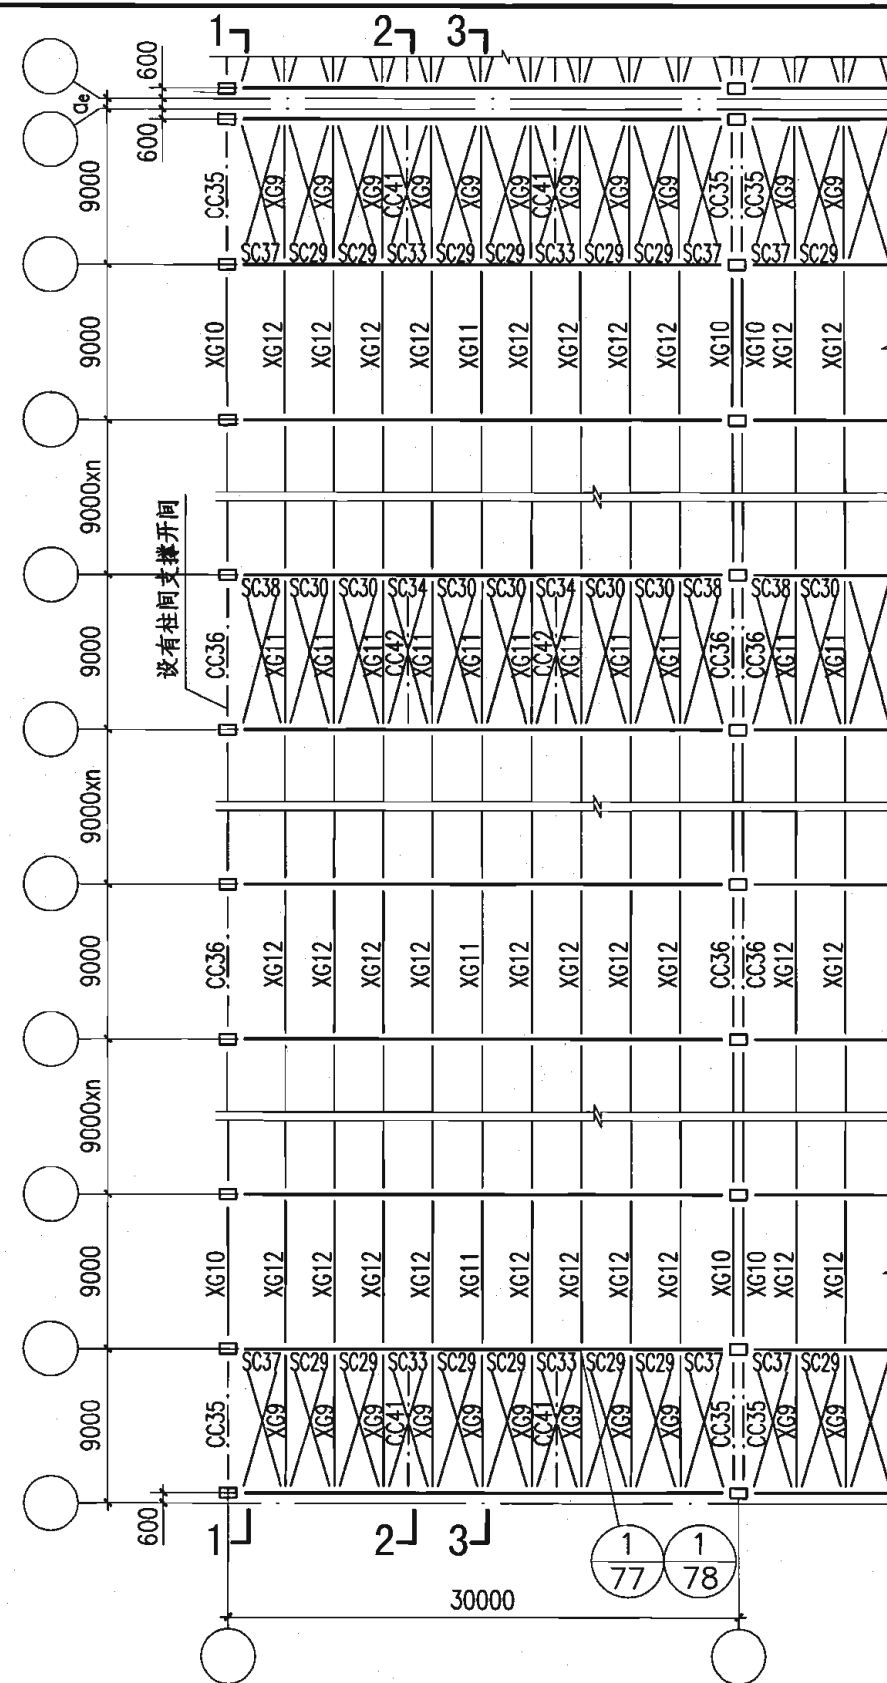 1 2 3
600
de
600
9000
CC35 XG9 XG9 XG9 CC41 XG9 XG9 XG9 CC41 XG9 XG9 XG9 CC35 CC35 XG9 XG9
SC37 SC29 SC29 SC33 SC29 SC29 SC33 SC29 SC29 SC37 SC37 SC29
9000
XG10 XG12 XG12 XG12 XG12 XG11 XG12 XG12 XG12 XG12 XG10 XG10 XG12 XG12
9000xn
设有柱间支撑开间
SC38 SC30 SC30 SC34 SC30 SC30 SC34 SC30 SC30 SC38 SC38 SC30
9000
CC36 XG11 XG11 XG11 CC42 XG11 XG11 XG11 CC42 XG11 XG11 XG11 CC36 CC36 XG11 XG11
9000xn
9000
CC36 XG12 XG12 XG12 XG12 XG11 XG12 XG12 XG12 XG12 CC36 CC36 XG12 XG12
9000xn
9000
XG10 XG12 XG12 XG12 XG12 XG11 XG12 XG12 XG12 XG12 XG10 XG10 XG12 XG12
SC37 SC29 SC29 SC33 SC29 SC29 SC33 SC29 SC29 SC37 SC37 SC29
9000
CC35 XG9 XG9 XG9 CC41 XG9 XG9 XG9 CC41 XG9 XG9 XG9 CC35 CC35 XG9 XG9
600
1 2 3
1 1
77 78
30000